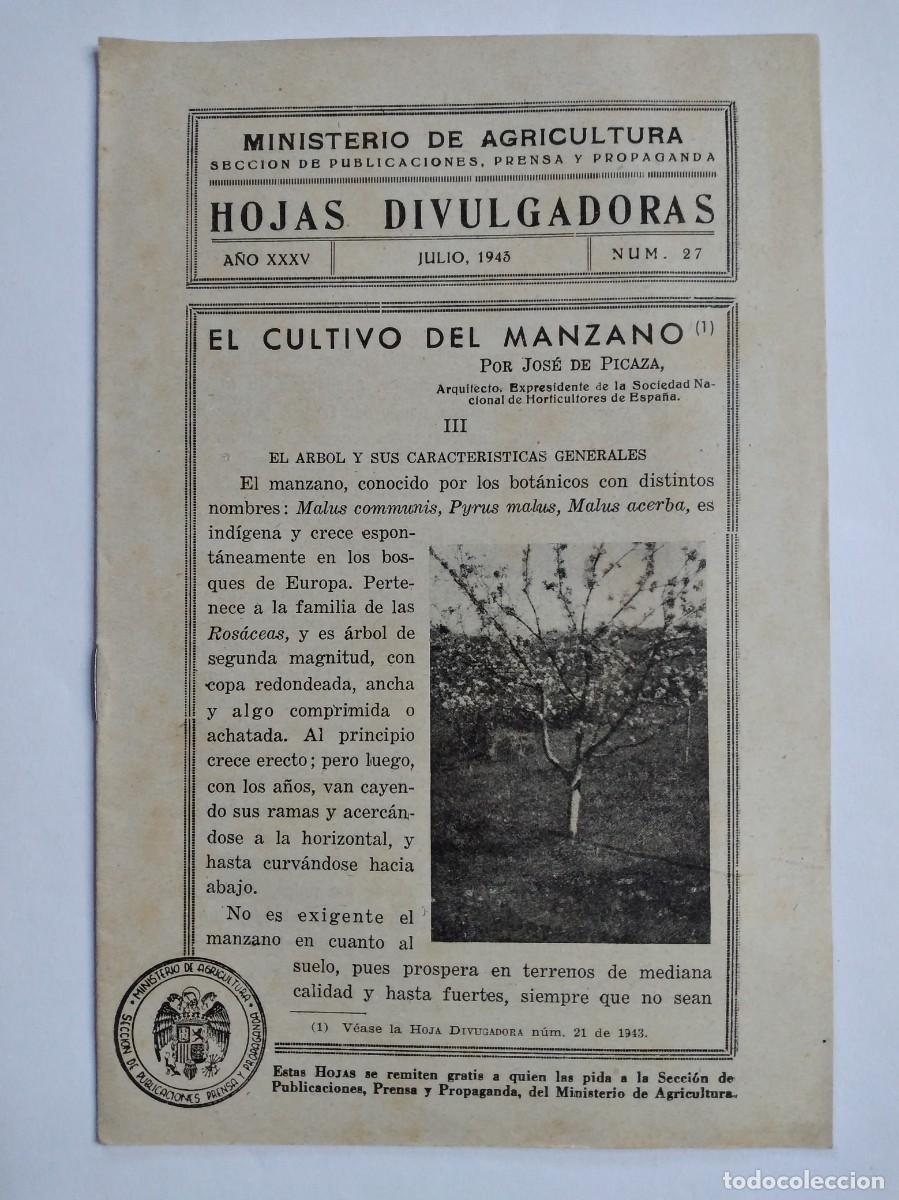 MINISTERIO DE AGRICULTURA
SECCION DE PUBLICACIONES, PRENSA Y PROPAGANDA
HOJAS DIVULGADORAS
AÑO XXXV
JULIO, 1943
NUM. 27
EL CULTIVO DEL MANZANO (1)
POR JOSÉ DE PICAZA,
Arquitecto. Expresidente de la Sociedad Na-
cional de Horticultores de España.
III
EL ARBOL Y SUS CARACTERISTICAS GENERALES
El manzano, conocido por los botánicos con distintos
nombres: Malus communis, Pyrus malus, Malus acerba, es
indígena y crece espon-
táneamente en los bos-
ques de Europa. Perte-
nece a la familia de las
Rosáceas, y es árbol de
segunda magnitud, con
copa redondeada, ancha
y algo comprimida o
achatada. Al principio
crece erecto; pero luego,
con los años, van cayen-
do sus ramas y acercán-
dose a la horizontal, y
hasta curvándose hacia
abajo.
No es exigente el
manzano en cuanto al
suelo, pues prospera en terrenos de mediana
calidad y hasta fuertes, siempre que no sean
(1) Véase la HOJA DIVUGADORA núm. 21 de 1943.
MINISTERIO DE AGRICULTURA
SECCION DE PUBLICACIONES PRENSA Y PROPAGANDA
Estas HOJAS se remiten gratis a quien las pida a la Sección de
Publicaciones, Prensa y Propaganda, del Ministerio de Agricultura.
todocoleccion